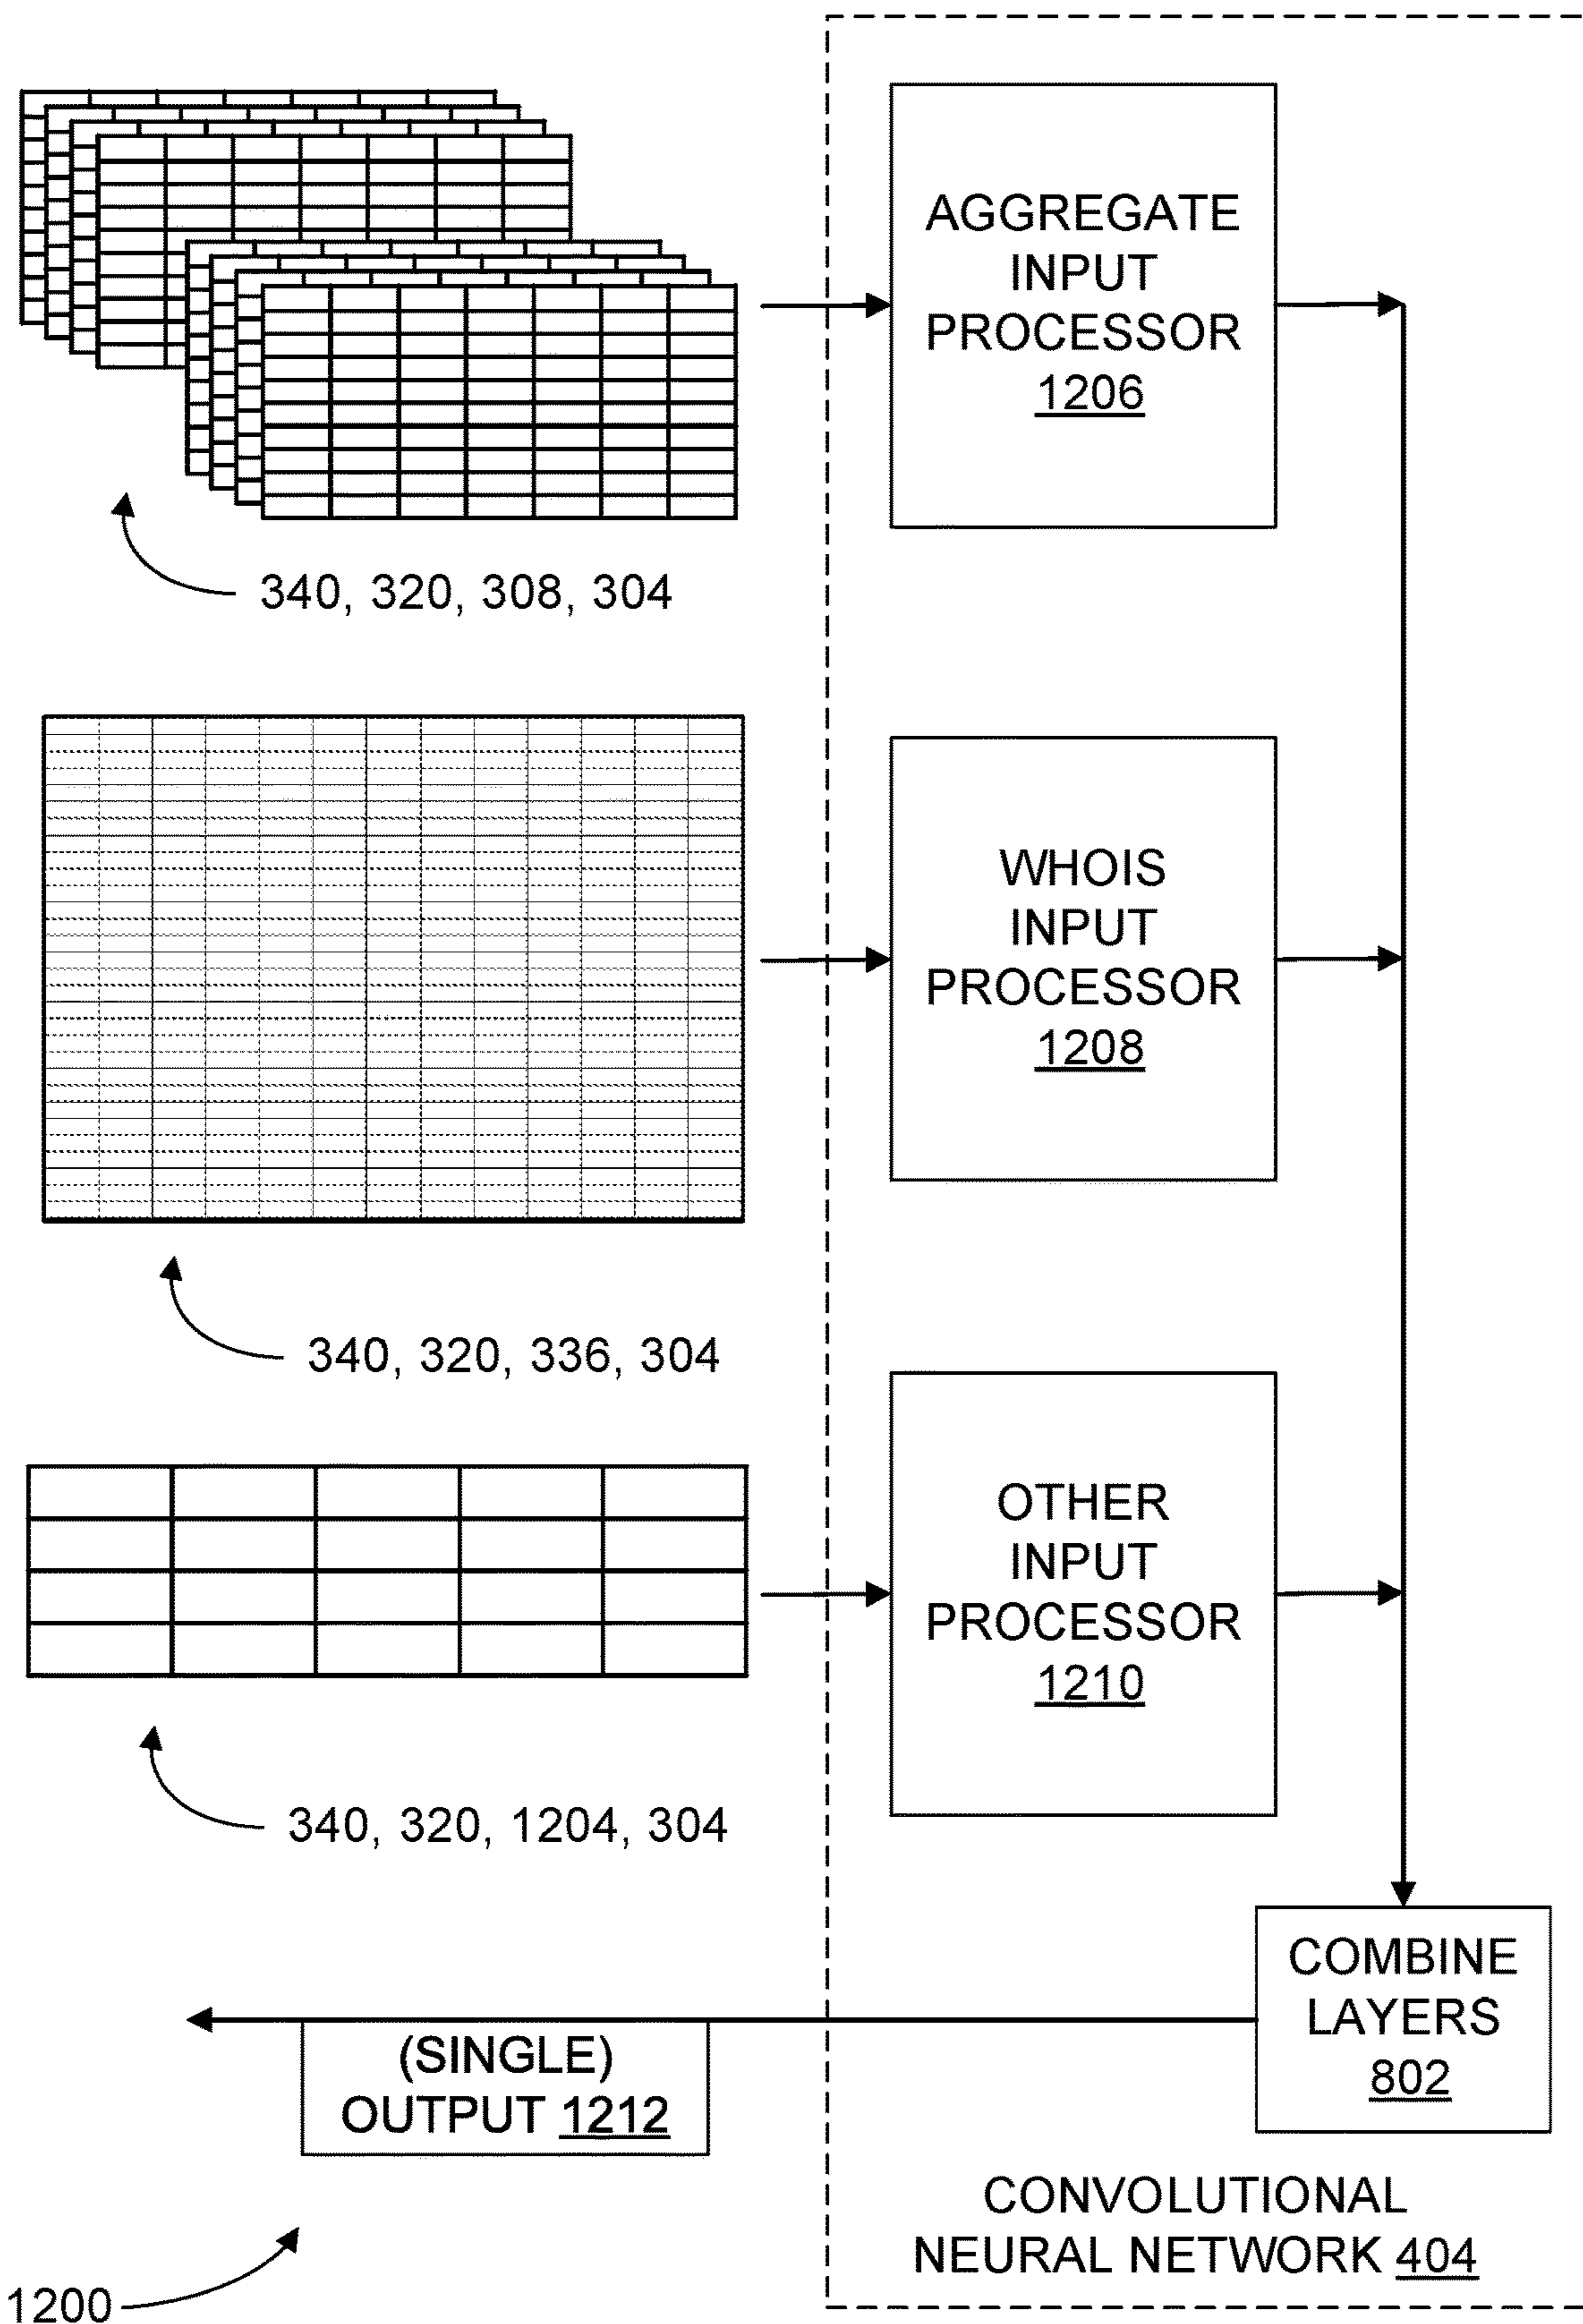 AGGREGATE
INPUT
PROCESSOR
1206
340, 320, 308, 304
WHOIS
INPUT
PROCESSOR
1208
340, 320, 336, 304
OTHER
INPUT
PROCESSOR
1210
340, 320, 1204, 304
COMBINE
LAYERS
802
(SINGLE)
OUTPUT 1212
CONVOLUTIONAL
NEURAL NETWORK 404
1200